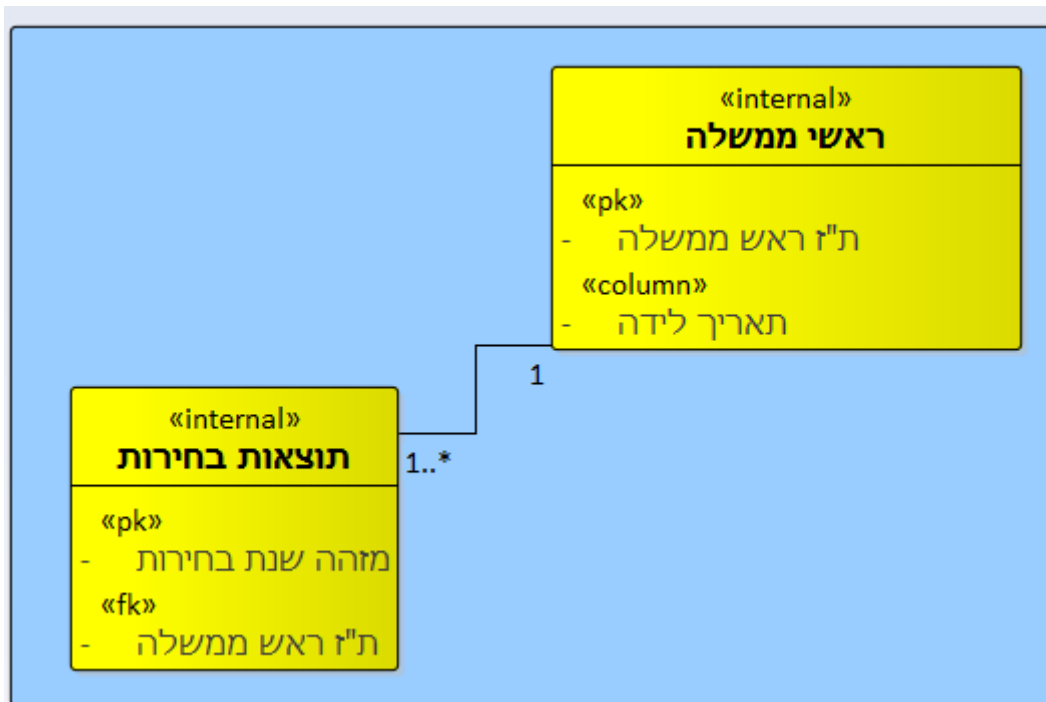 «internal»
ראשי ממשלה
«pk»
- ת"ז ראש ממשלה
«column»
- תאריך לידה
1
1..*
«internal»
תוצאות בחירות
«pk»
- מזהה שנת בחירות
«fk»
- ת"ז ראש ממשלה